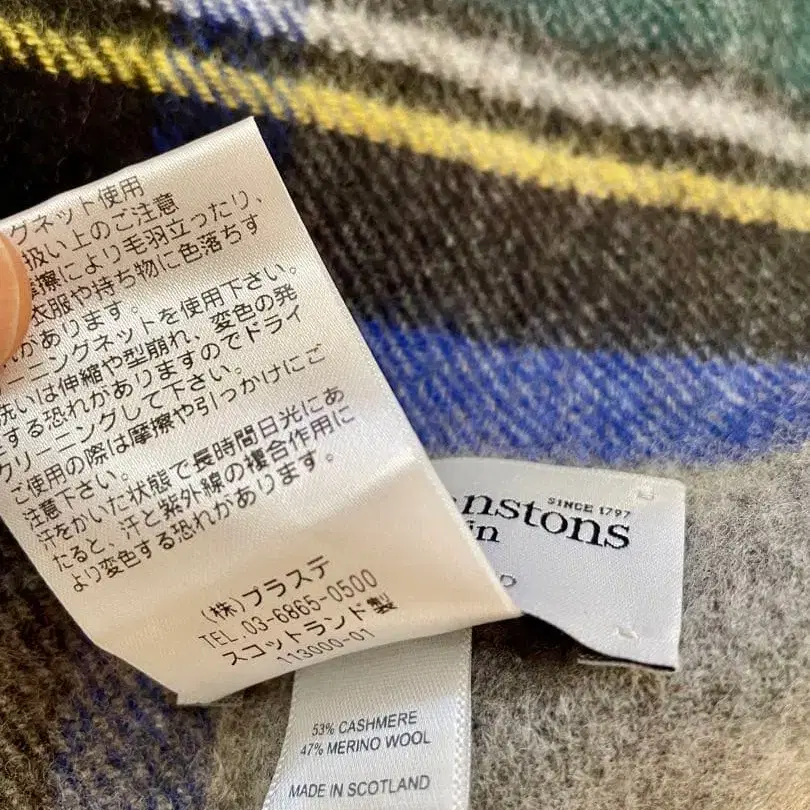 グネット使用
扱い上のご注意
摩擦により毛羽立ったり、
衣服や持ち物に色落ちす
があります。
ーニングネットを使用下さい。
洗いは伸縮や型崩れ、変色の発
する恐れがありますのでドライ
クリーニングして下さい。
ご使用の際は摩擦や引っかけにご
注意下さい。
汗をかいた状態で長時間日光にあ
たると、汗と紫外線の複合作用に
より変色する恐れがあります。
(株)プラステ
TEL.03-6865-0500
スコットランド製
113000-01
SINCE 1797
nstons
in
53% CASHMERE
47% MERINO WOOL
MADE IN SCOTLAND